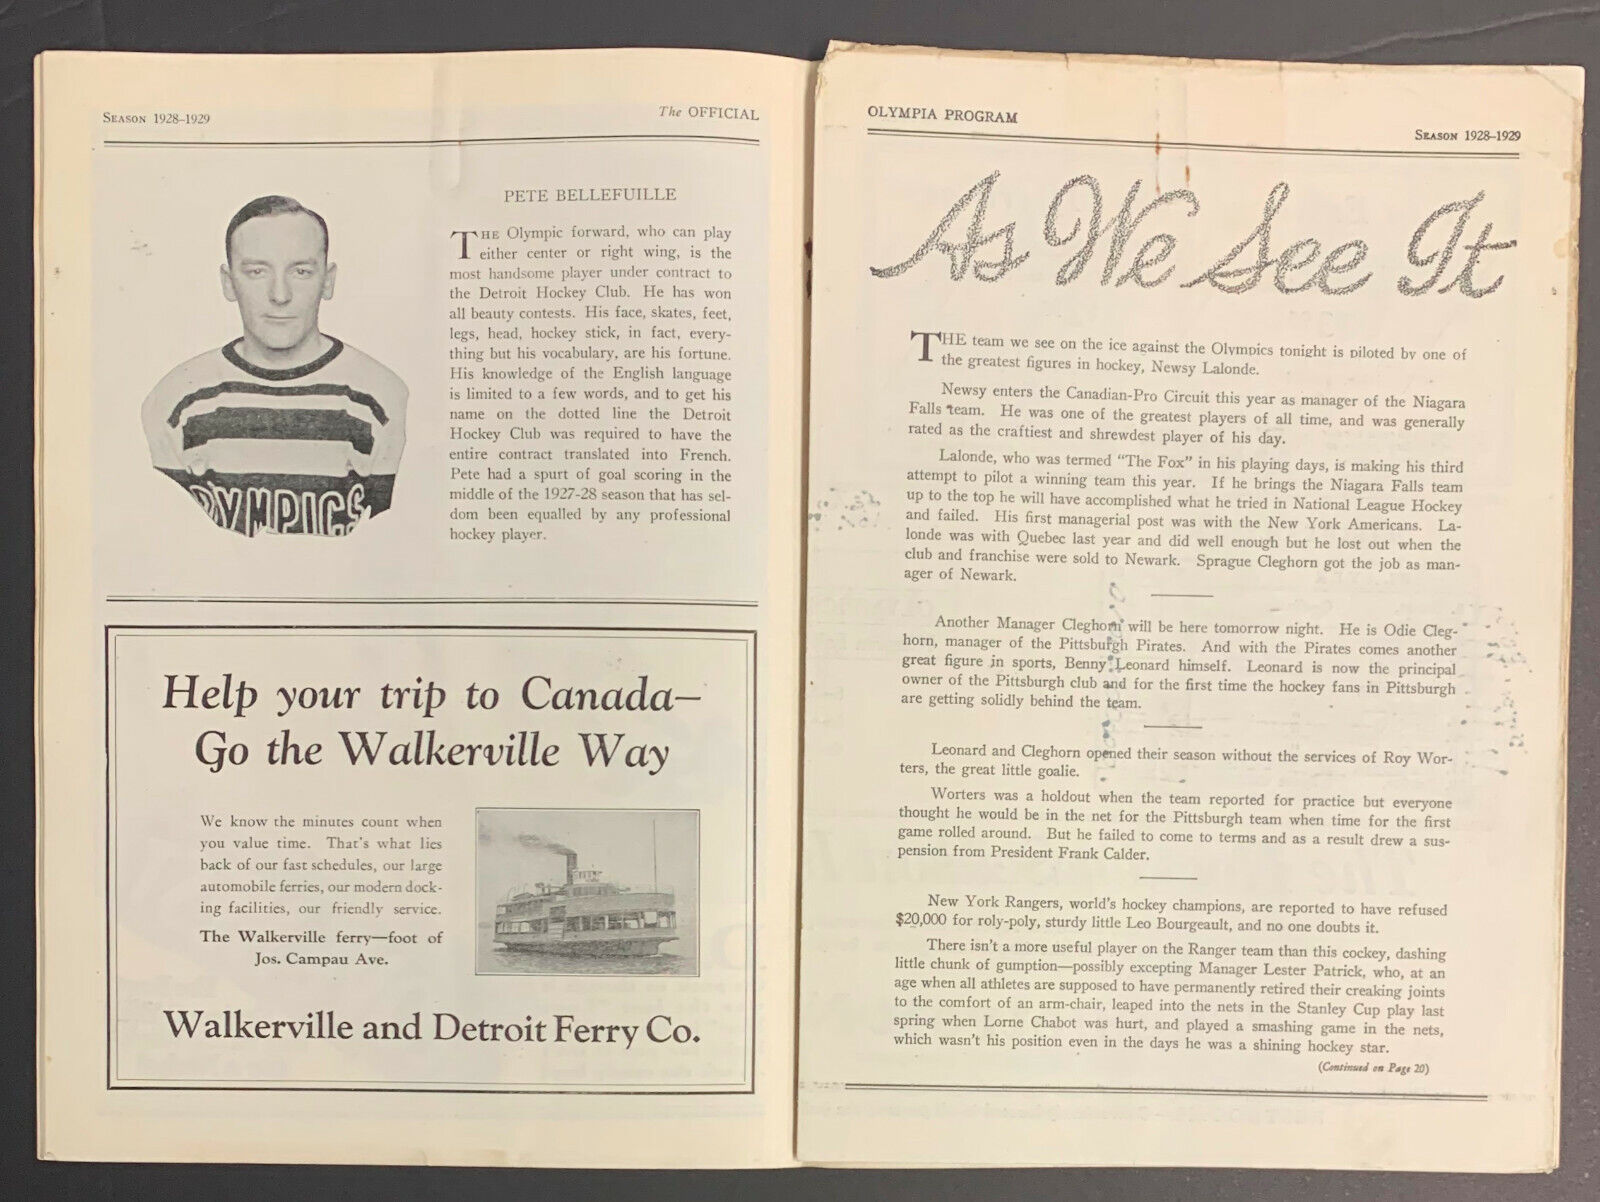 SEASON 1928–1929
The OFFICIAL
PETE BELLEFUILLE
THE Olympic forward, who can play
either center or right wing, is the
most handsome player under contract to
the Detroit Hockey Club. He has won
all beauty contests. His face, skates, feet,
legs, head, hockey stick, in fact, every-
thing but his vocabulary, are his fortune.
His knowledge of the English language
is limited to a few words, and to get his
name on the dotted line the Detroit
Hockey Club was required to have the
entire contract translated into French.
Pete had a spurt of goal scoring in the
middle of the 1927-28 season that has sel-
dom been equalled by any professional
hockey player.
LYMPICS
Help your trip to Canada—
Go the Walkerville Way
We know the minutes count when
you value time. That's what lies
back of our fast schedules, our large
automobile ferries, our modern dock-
ing facilities, our friendly service.
The Walkerville ferry—foot of
Jos. Campau Ave.
Walkerville and Detroit Ferry Co.
OLYMPIA PROGRAM
SEASON 1928–1929
As We See It
THE team we see on the ice against the Olympics tonight is piloted by one of
the greatest figures in hockey, Newsy Lalonde.
Newsy enters the Canadian-Pro Circuit this year as manager of the Niagara
Falls team. He was one of the greatest players of all time, and was generally
rated as the craftiest and shrewdest player of his day.
Lalonde, who was termed "The Fox" in his playing days, is making his third
attempt to pilot a winning team this year. If he brings the Niagara Falls team
up to the top he will have accomplished what he tried in National League Hockey
and failed. His first managerial post was with the New York Americans. La-
londe was with Quebec last year and did well enough but he lost out when the
club and franchise were sold to Newark. Sprague Cleghorn got the job as man-
ager of Newark.
Another Manager Cleghorn will be here tomorrow night. He is Odie Cleg-
horn, manager of the Pittsburgh Pirates. And with the Pirates comes another
great figure in sports, Benny Leonard himself. Leonard is now the principal
owner of the Pittsburgh club and for the first time the hockey fans in Pittsburgh
are getting solidly behind the team.
Leonard and Cleghorn opened their season without the services of Roy Wor-
ters, the great little goalie.
Worters was a holdout when the team reported for practice but everyone
thought he would be in the net for the Pittsburgh team when time for the first
game rolled around. But he failed to come to terms and as a result drew a sus-
pension from President Frank Calder.
New York Rangers, world's hockey champions, are reported to have refused
$20,000 for roly-poly, sturdy little Leo Bourgeault, and no one doubts it.
There isn't a more useful player on the Ranger team than this cockey, dashing
little chunk of gumption—possibly excepting Manager Lester Patrick, who, at an
age when all athletes are supposed to have permanently retired their creaking joints
to the comfort of an arm-chair, leaped into the nets in the Stanley Cup play last
spring when Lorne Chabot was hurt, and played a smashing game in the nets,
which wasn't his position even in the days he was a shining hockey star.
(Continued on Page 20)